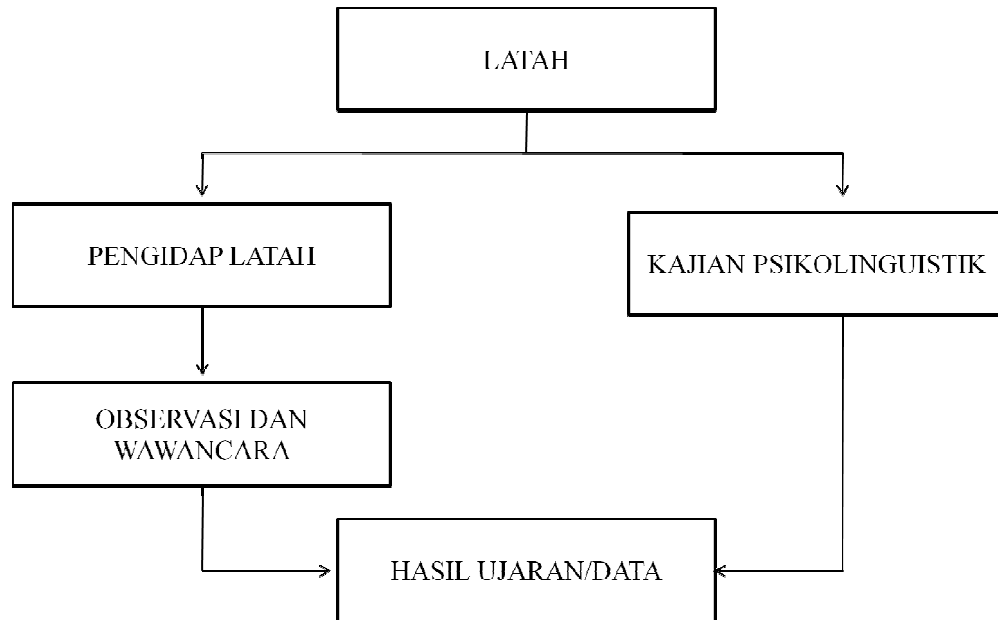 LATAH
PENGIDAP LATAH
KAJIAN PSIKOLINGUISTIK
OBSERVASI DAN
WAWANCARA
HASIL UJARAN/DATA